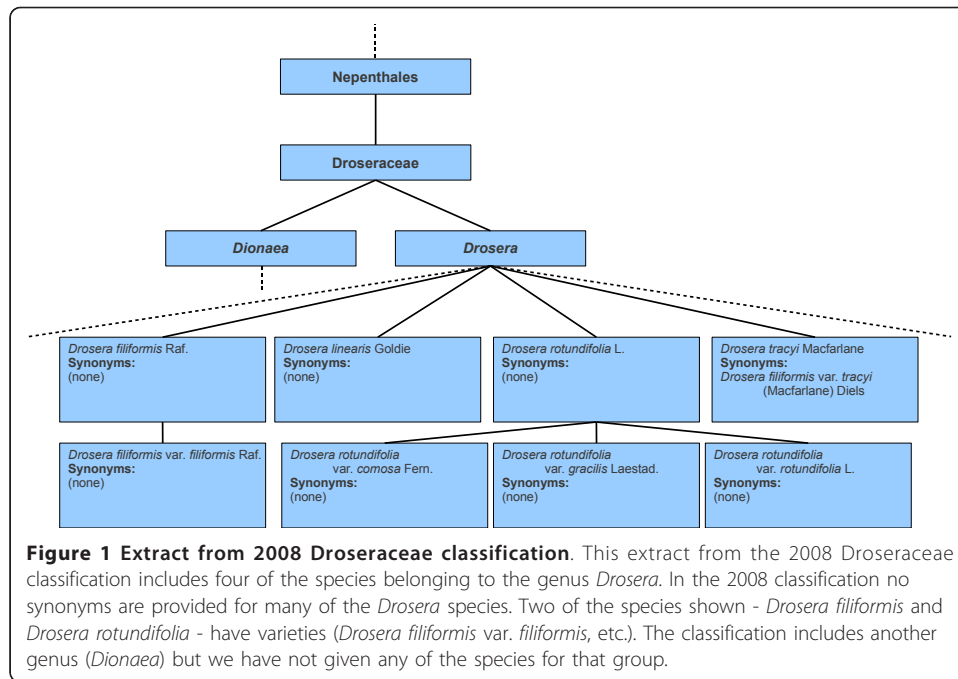 Nepenthales
Droseraceae
Dionaea
Drosera
Drosera filiformis Raf.
Synonyms:
(none)
Drosera linearis Goldie
Synonyms:
(none)
Drosera rotundifolia L.
Synonyms:
(none)
Drosera tracyi Macfarlane
Synonyms:
Drosera filiformis var. tracyi
(Macfarlane) Diels
Drosera filiformis var. filiformis Raf.
Synonyms:
(none)
Drosera rotundifolia
var. comosa Fern.
Synonyms:
(none)
Drosera rotundifolia
var. gracilis Laestad.
Synonyms:
(none)
Drosera rotundifolia
var. rotundifolia L.
Synonyms:
(none)
Figure 1 Extract from 2008 Droseraceae classification. This extract from the 2008 Droseraceae
classification includes four of the species belonging to the genus Drosera. In the 2008 classification no
synonyms are provided for many of the Drosera species. Two of the species shown - Drosera filiformis and
Drosera rotundifolia - have varieties (Drosera filiformis var. filiformis, etc.). The classification includes another
genus (Dionaea) but we have not given any of the species for that group.